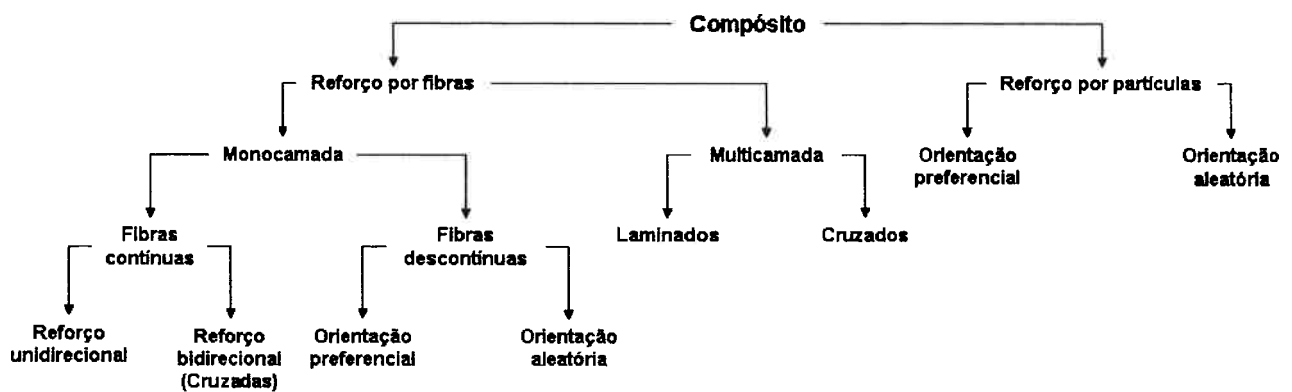 Compósito
Reforço por fibras
Reforço por partículas
Monocamada
Multicamada
Orientação
preferencial
Orientação
aleatória
Fibras
contínuas
Fibras
descontínuas
Laminados
Cruzados
Reforço
unidirecional
Reforço
bidirecional
(Cruzadas)
Orientação
preferencial
Orientação
aleatória